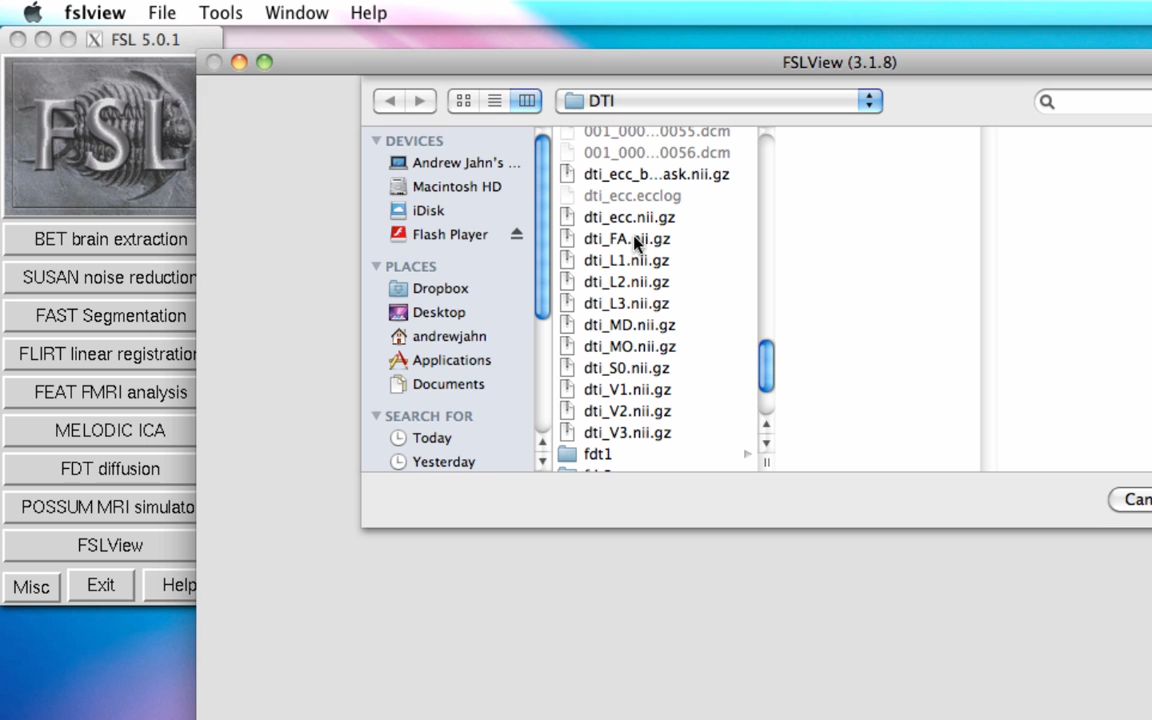 fslview File Tools Window Help
X FSL 5.0.1
FSLView (3.1.8)
FSL
BET brain extraction
SUSAN noise reduction
FAST Segmentation
FLIRT linear registration
FEAT FMRI analysis
MELODIC ICA
FDT diffusion
POSSUM MRI simulato
FSLView
Misc Exit Help
DTI
DEVICES
Andrew Jahn's ...
Macintosh HD
iDisk
Flash Player
PLACES
Dropbox
Desktop
andrewjahn
Applications
Documents
SEARCH FOR
Today
Yesterday
001_000...0055.dcm
001_000...0056.dcm
dti_ecc_b...ask.nii.gz
dti_ecc.ecclog
dti_ecc.nii.gz
dti_FA.nii.gz
dti_L1.nii.gz
dti_L2.nii.gz
dti_L3.nii.gz
dti_MD.nii.gz
dti_MO.nii.gz
dti_S0.nii.gz
dti_V1.nii.gz
dti_V2.nii.gz
dti_V3.nii.gz
fdt1
Can